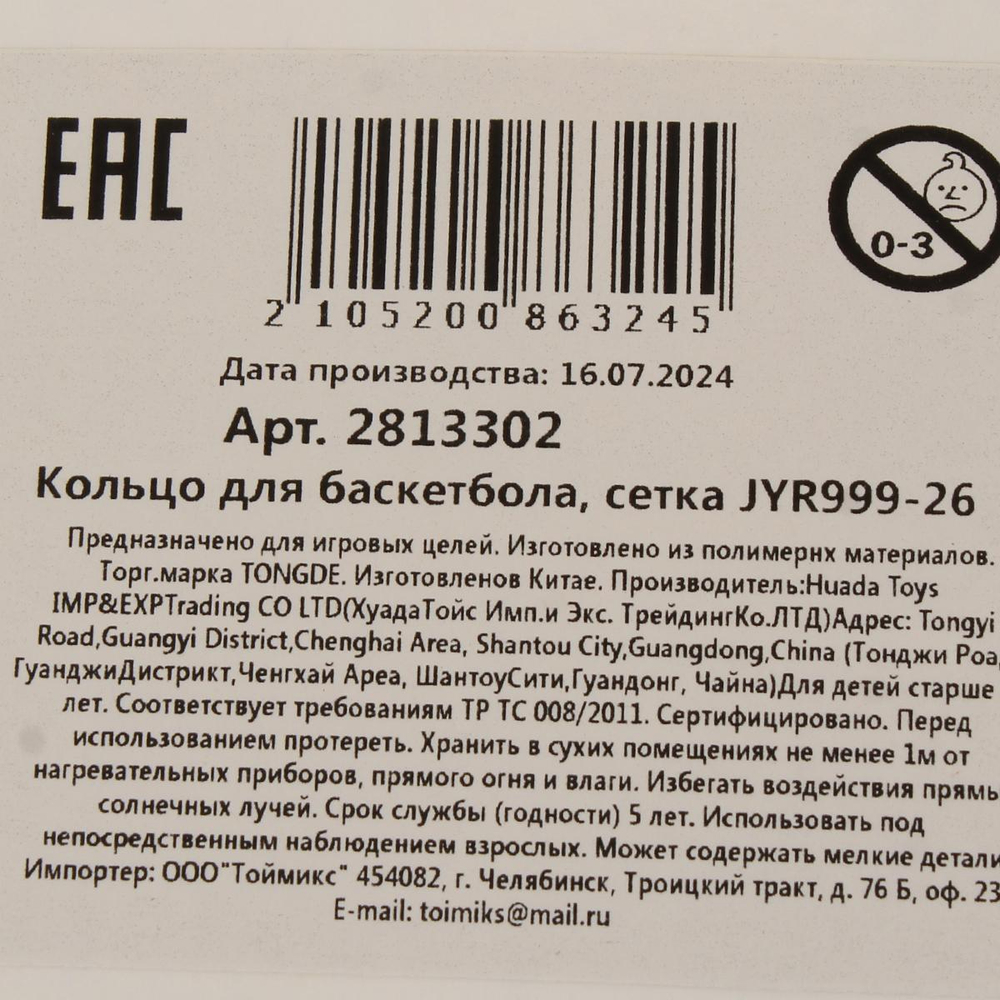 EAC
2 105200 863245
0-3
Дата производства: 16.07.2024
Арт. 2813302
Кольцо для баскетбола, сетка JYR999-26
Предназначено для игровых целей. Изготовлено из полимернх материалов.
Торг.марка TONGDE. Изготовленов Китае. Производитель:Huada Toys
IMP&EXPTrading CO LTD(ХуадаТойс Имп.и Экс. ТрейдингКо.ЛТД)Адрес: Tongyi
Road,Guangyi District,Chenghai Area, Shantou City,Guangdong,China (Тонджи Роа
ГуанджиДистрикт,Ченгхай Ареа, ШантоуСити,Гуандонг, Чайна)Для детей старше
лет. Соответствует требованиям ТР ТС 008/2011. Сертифицировано. Перед
использованием протереть. Хранить в сухих помещениях не менее 1м от
нагревательных приборов, прямого огня и влаги. Избегать воздействия прямы
солнечных лучей. Срок службы (годности) 5 лет. Использовать под
непосредственным наблюдением взрослых. Может содержать мелкие детали
Импортер: ООО"Тоймикс" 454082, г. Челябинск, Троицкий тракт, д. 76 Б, оф. 23
E-mail: toimiks@mail.ru